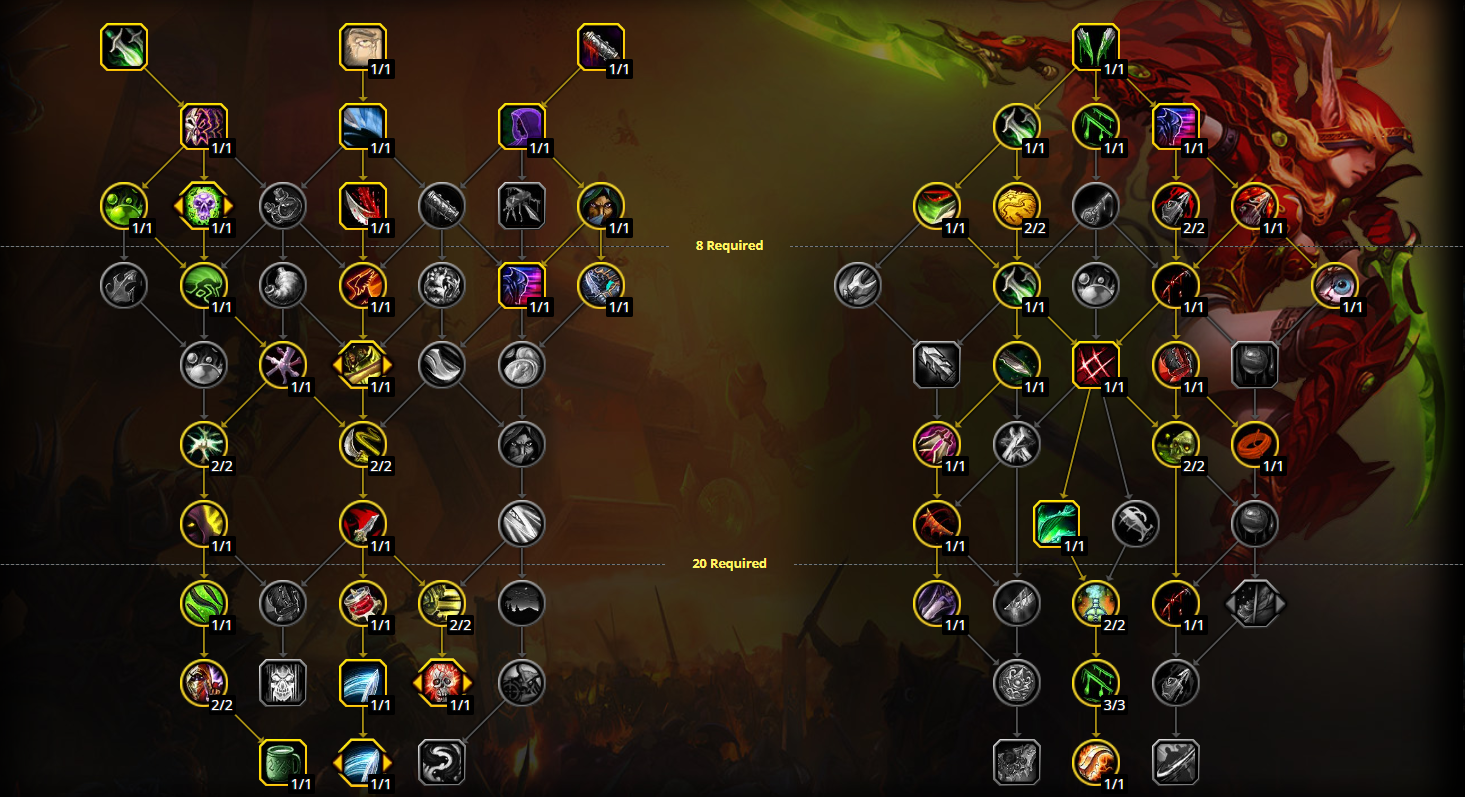 1/1 1/1 1/1
1/1 1/1 1/1 1/1 1/1 1/1
1/1 1/1 1/1 1/1 1/1 2/2 2/2 1/1
8 Required
1/1 1/1 1/1 1/1 1/1 1/1 1/1
1/1 1/1 1/1 1/1 1/1
2/2 2/2 1/1 2/2 1/1
1/1 1/1 1/1 1/1
20 Required
1/1 1/1 2/2 1/1 2/2 1/1
2/2 1/1 1/1 3/3
1/1 1/1 1/1